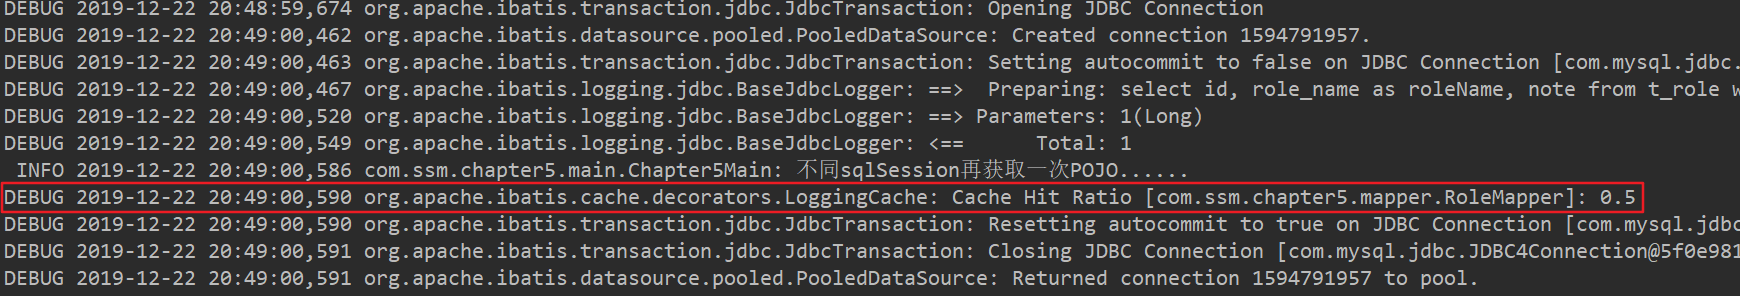 DEBUG 2019-12-22 20:48:59,674 org.apache.ibatis.transaction.jdbc.JdbcTransaction: Opening JDBC Connection
DEBUG 2019-12-22 20:49:00,462 org.apache.ibatis.datasource.pooled.PooledDataSource: Created connection 1594791957.
DEBUG 2019-12-22 20:49:00,463 org.apache.ibatis.transaction.jdbc.JdbcTransaction: Setting autocommit to false on JDBC Connection [com.mysql.jdbc.
DEBUG 2019-12-22 20:49:00,467 org.apache.ibatis.logging.jdbc.BaseJdbcLogger: ==>  Preparing: select id, role_name as roleName, note from t_role w
DEBUG 2019-12-22 20:49:00,520 org.apache.ibatis.logging.jdbc.BaseJdbcLogger: ==> Parameters: 1(Long)
DEBUG 2019-12-22 20:49:00,549 org.apache.ibatis.logging.jdbc.BaseJdbcLogger: <==      Total: 1
 INFO 2019-12-22 20:49:00,586 com.ssm.chapter5.main.Chapter5Main: 不同sqlSession再获取一次POJO......
DEBUG 2019-12-22 20:49:00,590 org.apache.ibatis.cache.decorators.LoggingCache: Cache Hit Ratio [com.ssm.chapter5.mapper.RoleMapper]: 0.5
DEBUG 2019-12-22 20:49:00,590 org.apache.ibatis.transaction.jdbc.JdbcTransaction: Resetting autocommit to true on JDBC Connection [com.mysql.jdbc.
DEBUG 2019-12-22 20:49:00,591 org.apache.ibatis.transaction.jdbc.JdbcTransaction: Closing JDBC Connection [com.mysql.jdbc.JDBC4Connection@5f0e981
DEBUG 2019-12-22 20:49:00,591 org.apache.ibatis.datasource.pooled.PooledDataSource: Returned connection 1594791957 to pool.